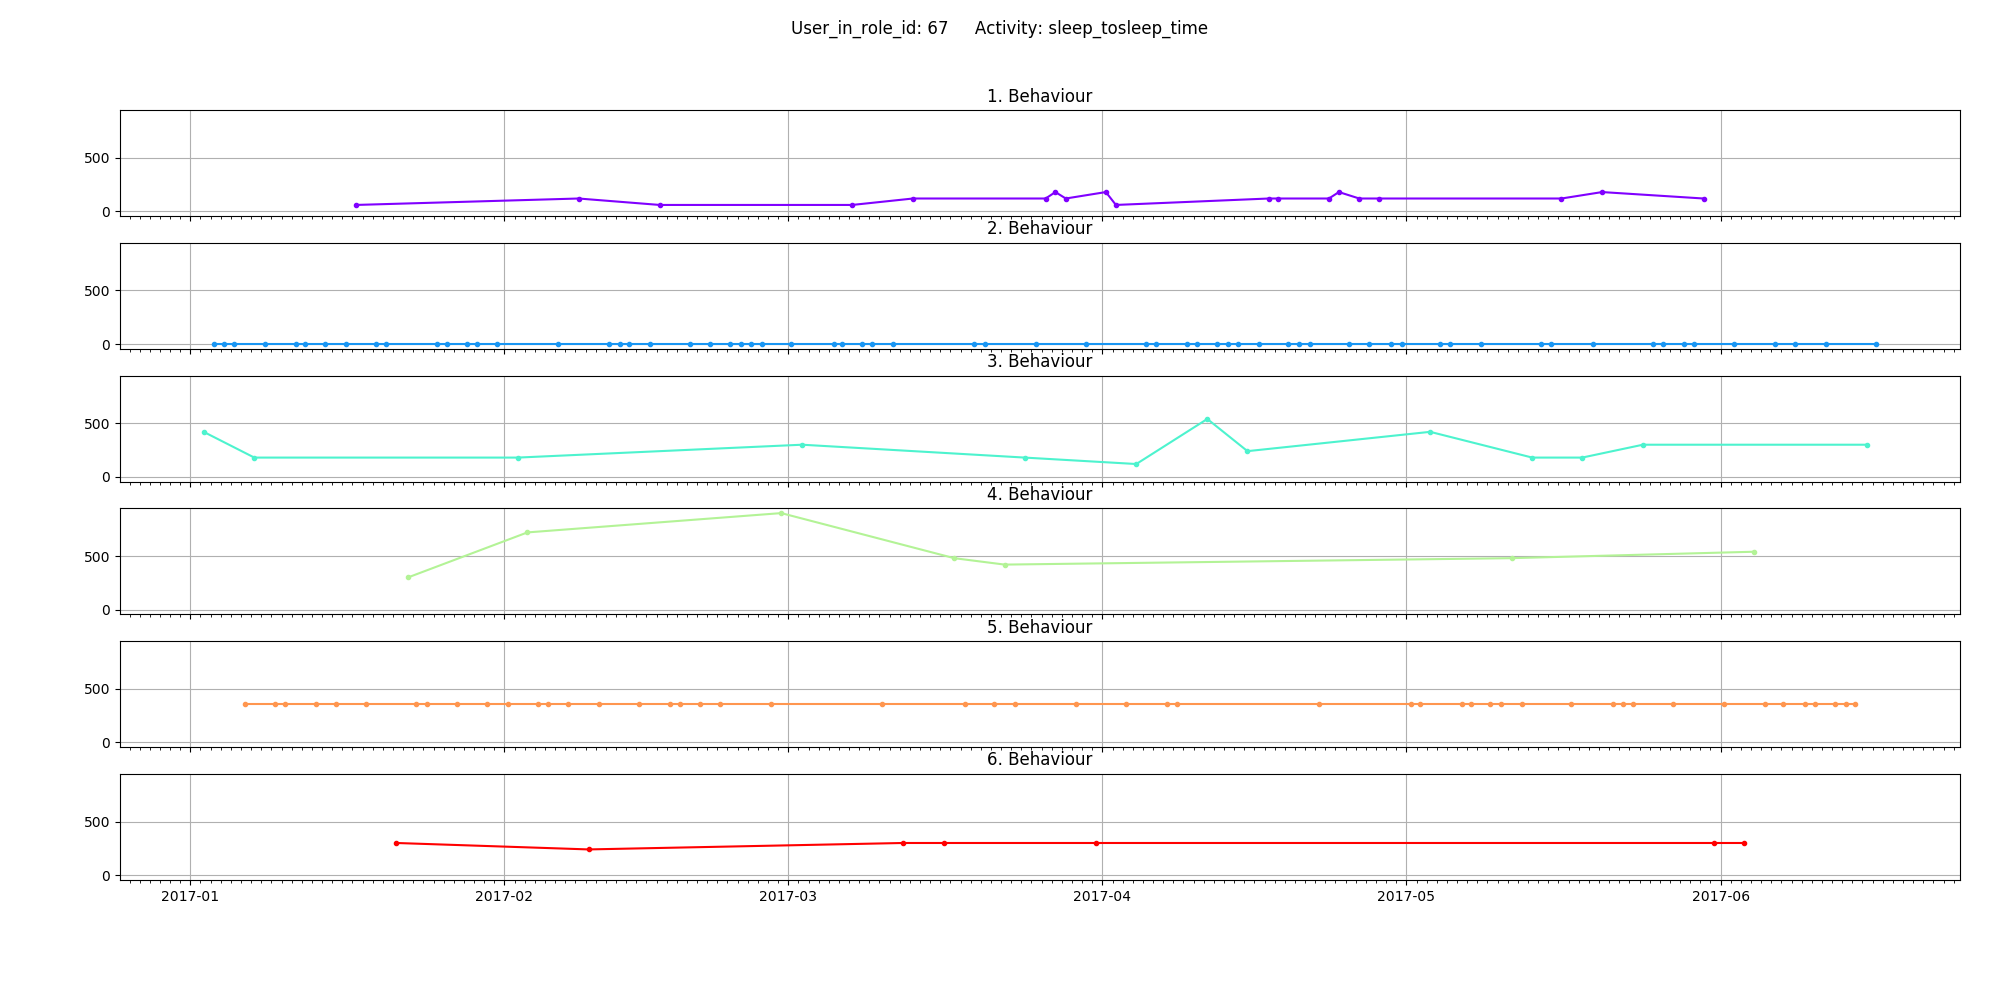 User_in_role_id: 67     Activity: sleep_tosleep_time
1. Behaviour
500
0
2. Behaviour
500
0
3. Behaviour
500
0
4. Behaviour
500
0
5. Behaviour
500
0
6. Behaviour
500
0
2017-01 2017-02 2017-03 2017-04 2017-05 2017-06